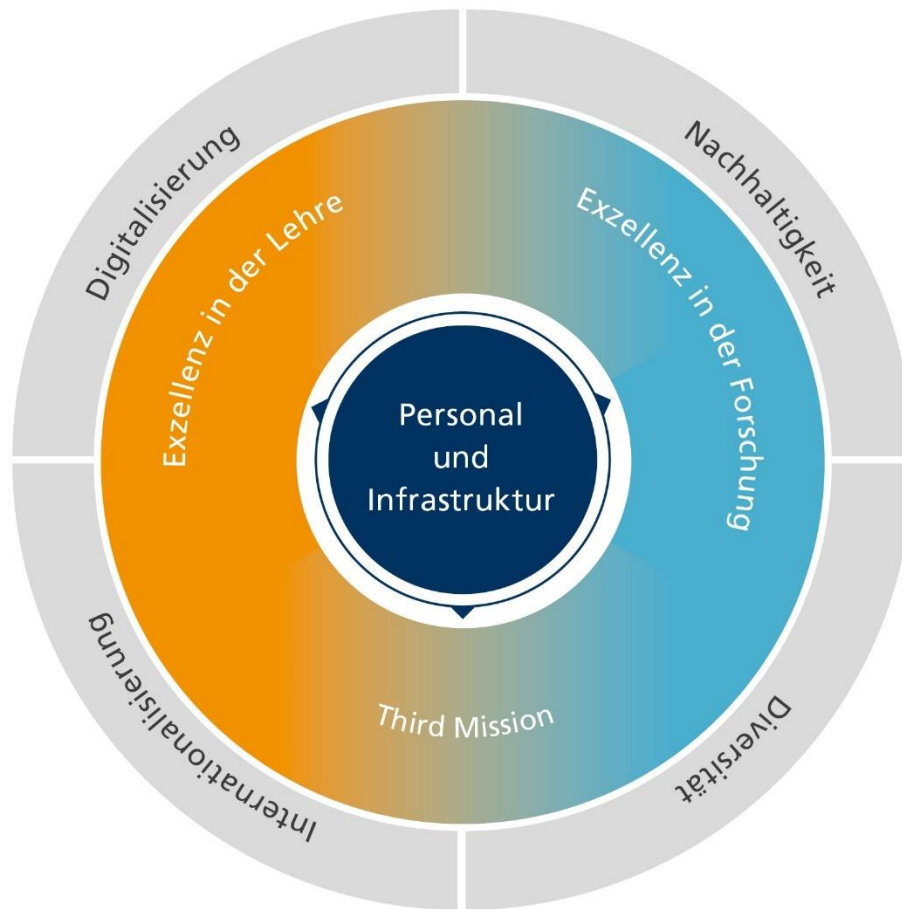 Digitalisierung
Nachhaltigkeit
Exzellenz in der Lehre
Exzellenz in der Forschung
Personal
und
Infrastruktur
Third Mission
Internationalisierung
Diversität